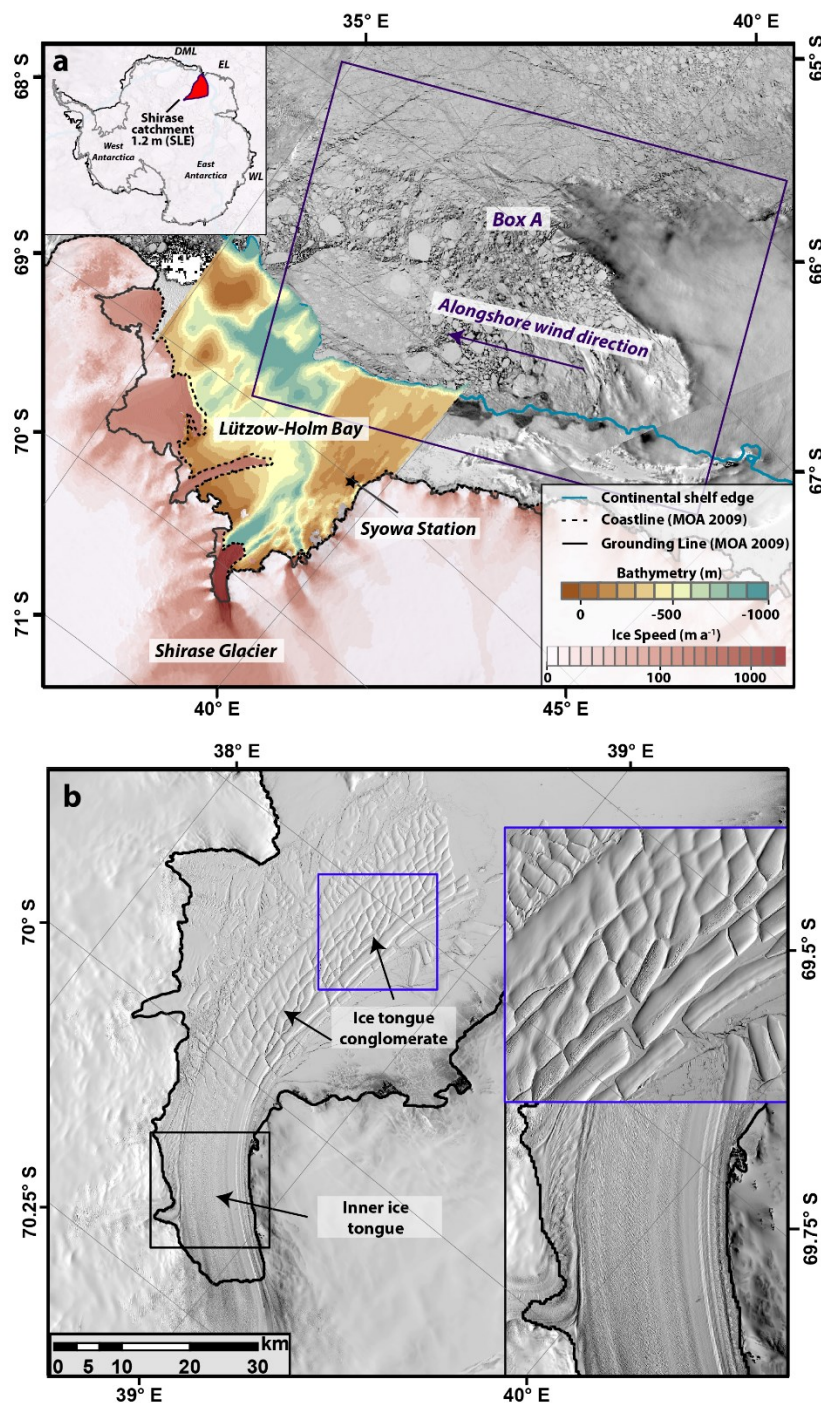 35° E
40° E
a
DML
EL
Shirase
catchment
1.2 m (SLE)
West
Antarctica
East
Antarctica
WL
68° S
65° S
Box A
69° S
66° S
Alongshore wind direction
Lützow-Holm Bay
70° S
67° S
Syowa Station
Continental shelf edge
Coastline (MOA 2009)
Grounding Line (MOA 2009)
Bathymetry (m)
0 -500 -1000
Ice Speed (m a⁻¹)
0 100 1000
71° S
Shirase Glacier
40° E
45° E
38° E
39° E
b
70° S
69.5° S
Ice tongue
conglomerate
70.25° S
Inner ice
tongue
69.75° S
km
0 5 10 20 30
39° E
40° E